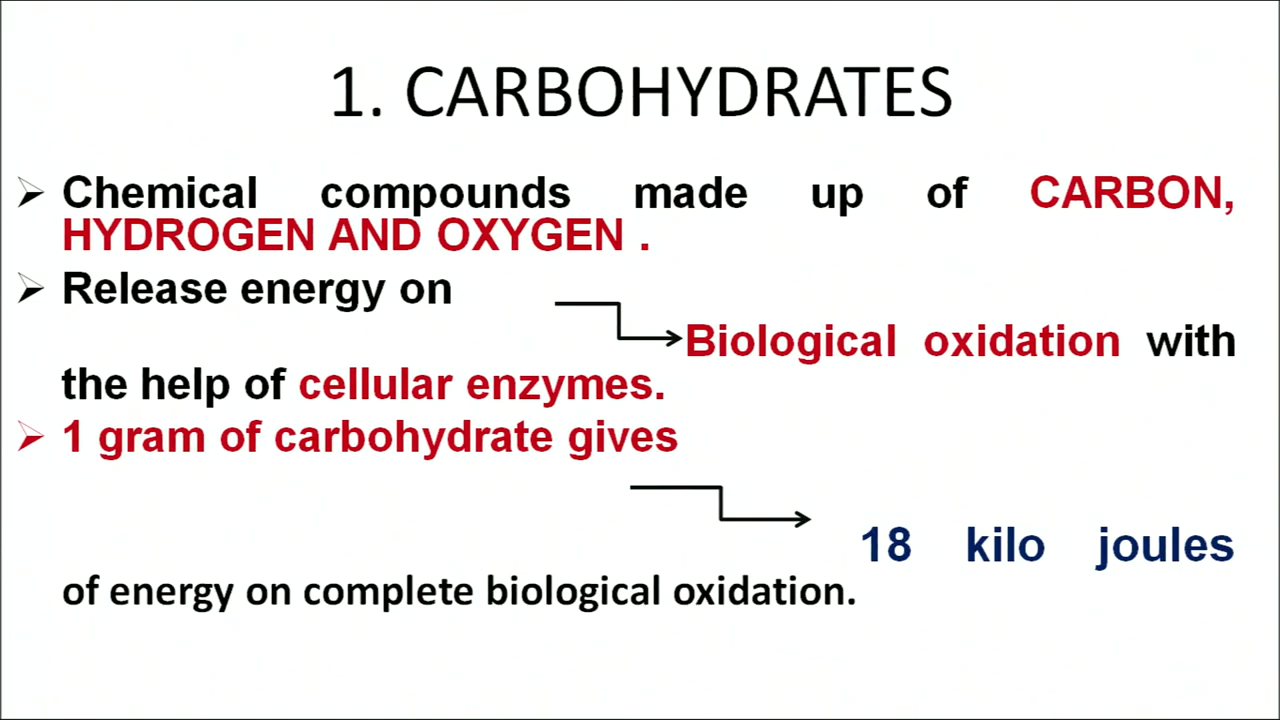 1. CARBOHYDRATES
Chemical compounds made up of CARBON,
HYDROGEN AND OXYGEN .
Release energy on
Biological oxidation with
the help of cellular enzymes.
1 gram of carbohydrate gives
18 kilo joules
of energy on complete biological oxidation.